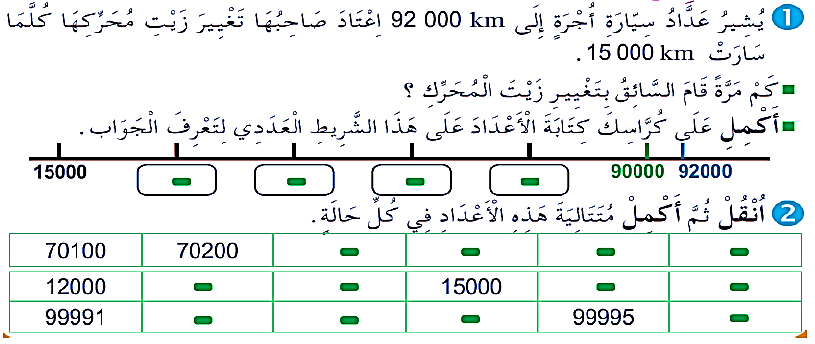 1 يُشِيرُ عَدَّادُ سِيَّارَةِ أُجْرَةٍ إِلَى 92 000 km اِعْتَادَ صَاحِبُهَا تَغْيِيرَ زَيْتِ مُحَرِّكِهَا كُلَّمَا
سَارَتْ 15 000 km.
كَمْ مَرَّةً قَامَ السَّائِقُ بِتَغْيِيرِ زَيْتَ الْمُحَرِّكِ ؟
أَكْمِلِ عَلَى كُرَّاسِكَ كِتَابَةَ الْأَعْدَادَ عَلَى هَذَا الشَّرِيطِ الْعَدَدِي لِتَعْرِفَ الْجَوَابَ.
15000 90000 92000
2 اُنْقُلْ ثُمَّ أَكْمِلْ مُتَتَالِيَةَ هَذِهِ الْأَعْدَادِ فِي كُلِّ حَالَةٍ.
70100 70200
12000 15000
99991 99995